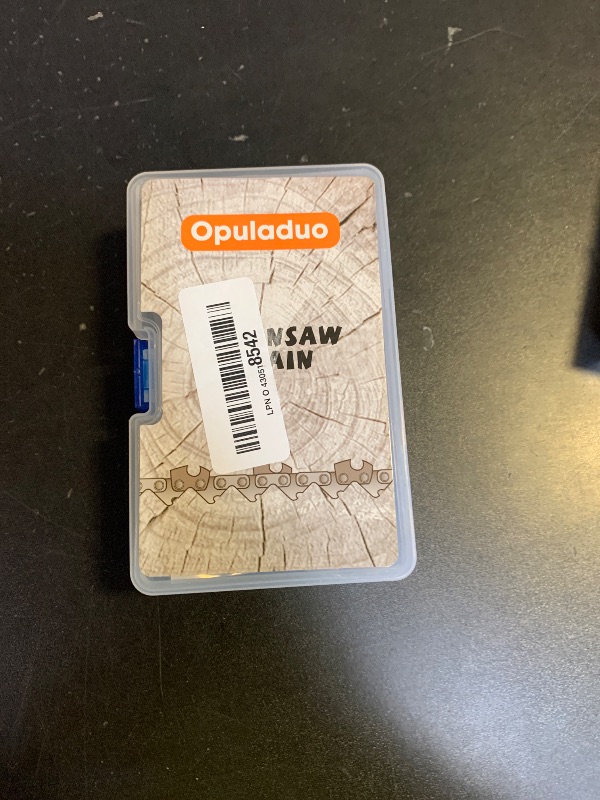 Opuladuo
NSAW
AIN
LPN O 43051
8542